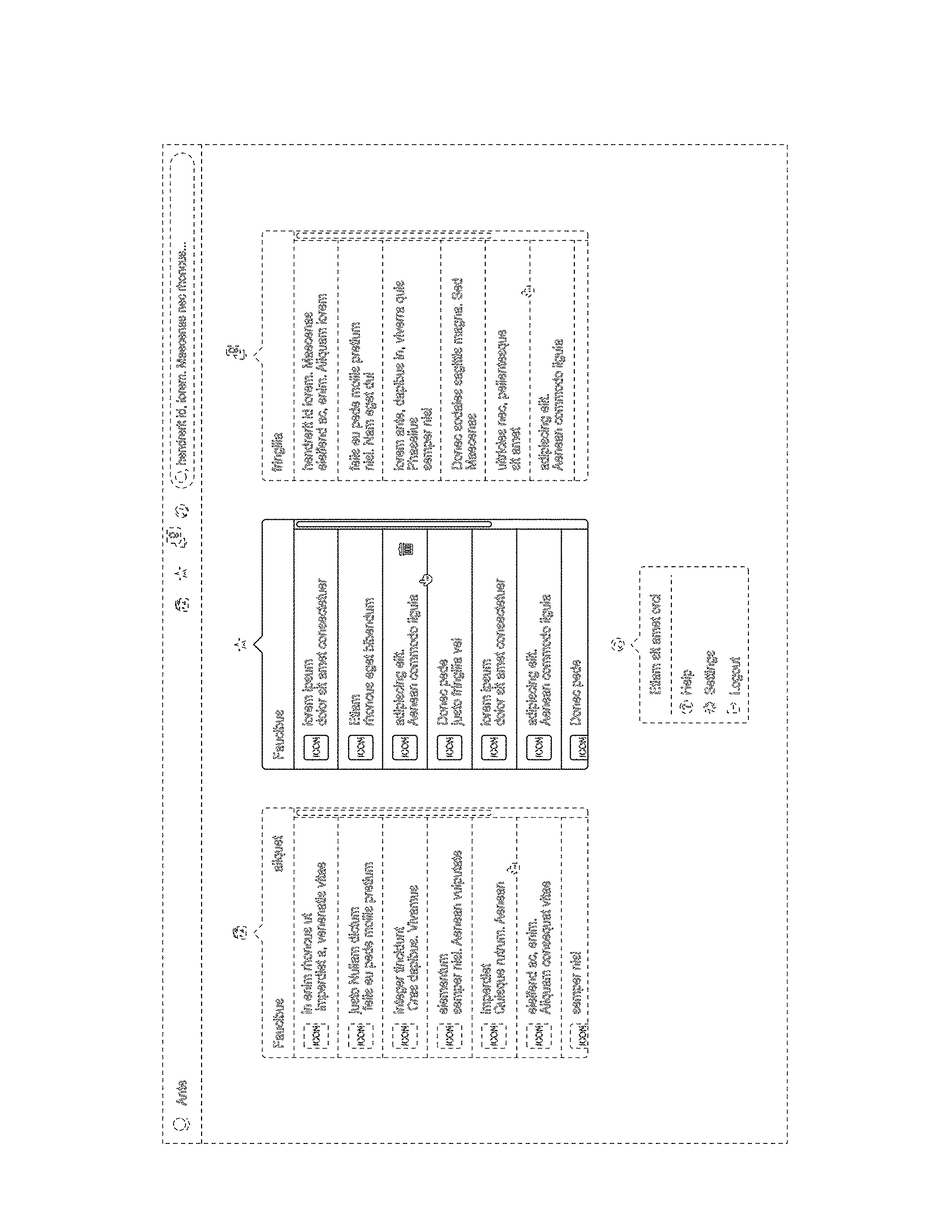 Ante
hendrerit id, lorem. Maecenas nec rhoncus...
Faucibus
aliquet
ICON
in enim rhoncus ut
imperdiet a, venenatis vitae
ICON
justo Nullam dictum
felis eu pede mollis pretium
ICON
integer tincidunt
Cras dapibus. Vivamus
ICON
elementum
semper nisi. Aenean vulputate
ICON
imperdiet
Quisque rutrum. Aenean
ICON
eleifend ac, enim.
Aliquam consequat vitae
ICON
semper nisi
Faucibus
ICON
lorem ipsum
dolor sit amet consectetuer
ICON
Etiam
rhoncus eget bibendum
ICON
adipiscing elit.
Aenean commodo ligula
ICON
Donec pede
justo fringilla vel
ICON
lorem ipsum
dolor sit amet consectetuer
ICON
adipiscing elit.
Aenean commodo ligula
ICON
Donec pede
fringilla
hendrerit id lorem. Maecenas
eleifend ac, enim. Aliquam lorem
felis eu pede mollis pretium
nisi. Nam eget dui
lorem ante, dapibus in, viverra quis
Phasellus
semper nisi
Donec sodales sagittis magna. Sed
Maecenas
ultricies nec, pellentesque
sit amet
adipiscing elit.
Aenean commodo ligula
Etiam sit amet orci
Help
Settings
Logout